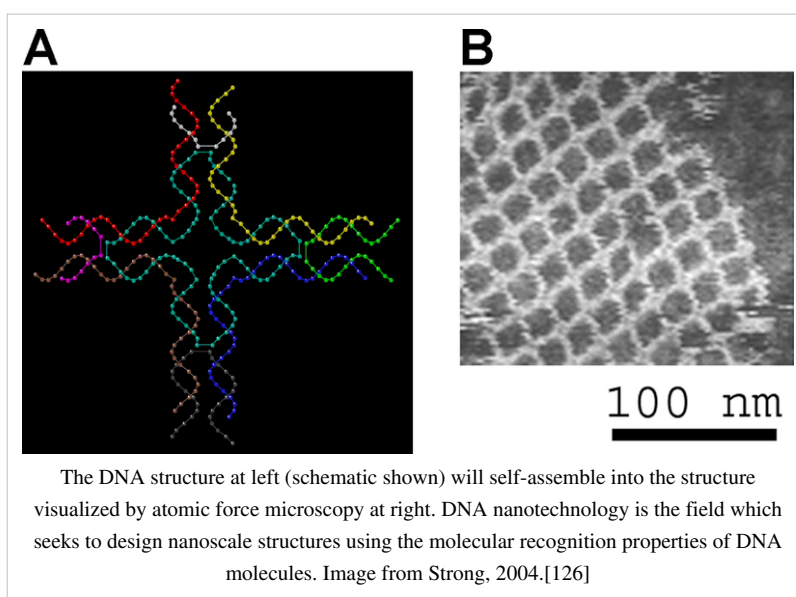 A
B
100 nm
The DNA structure at left (schematic shown) will self-assemble into the structure
visualized by atomic force microscopy at right. DNA nanotechnology is the field which
seeks to design nanoscale structures using the molecular recognition properties of DNA
molecules. Image from Strong, 2004.[126]